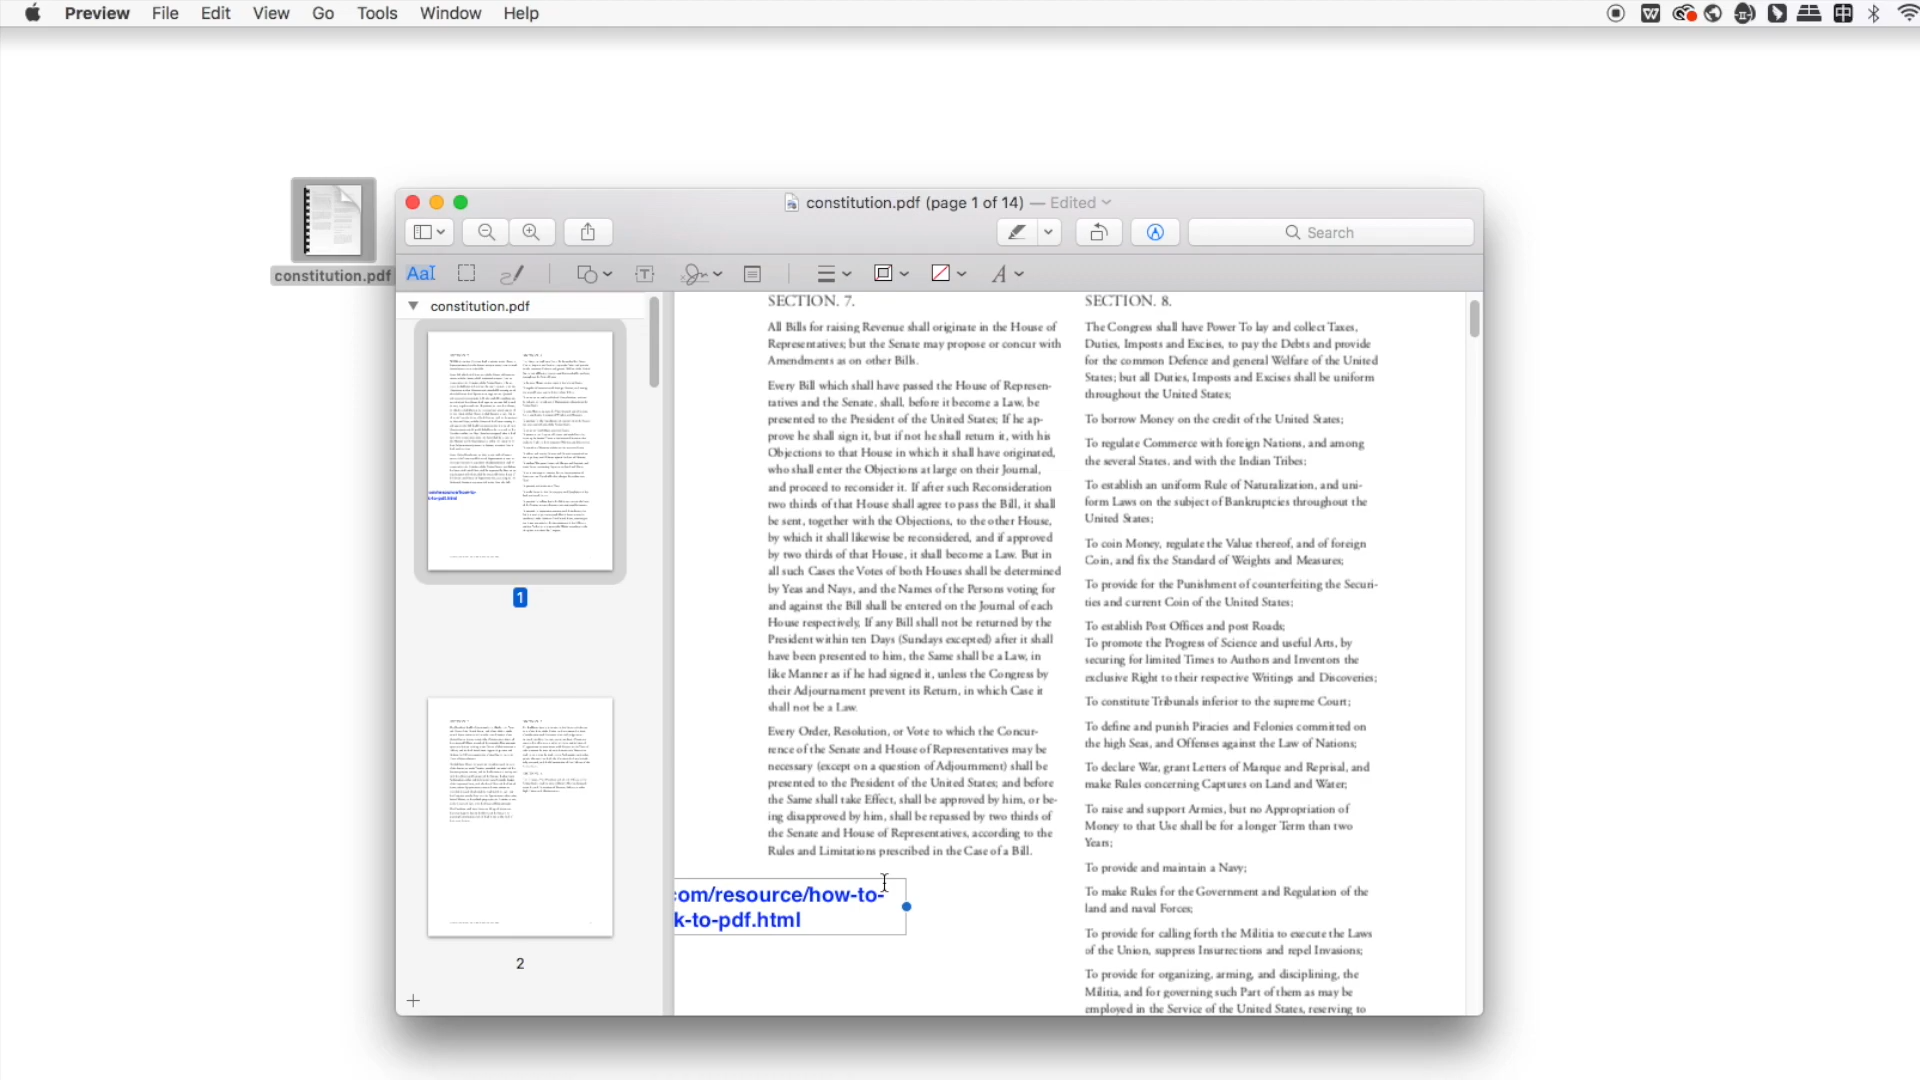 Preview File Edit View Go Tools Window Help
constitution.pdf (page 1 of 14) — Edited
Search
constitution.pdf
constitution.pdf
1
2
SECTION. 7.
All Bills for raising Revenue shall originate in the House of
Representatives; but the Senate may propose or concur with
Amendments as on other Bills.
Every Bill which shall have passed the House of Represen-
tatives and the Senate, shall, before it become a Law, be
presented to the President of the United States; If he ap-
prove he shall sign it, but if not he shall return it, with his
Objections to that House in which it shall have originated,
who shall enter the Objections at large on their Journal,
and proceed to reconsider it. If after such Reconsideration
two thirds of that House shall agree to pass the Bill, it shall
be sent, together with the Objections, to the other House,
by which it shall likewise be reconsidered, and if approved
by two thirds of that House, it shall become a Law. But in
all such Cases the Votes of both Houses shall be determined
by Yeas and Nays, and the Names of the Persons voting for
and against the Bill shall be entered on the Journal of each
House respectively, If any Bill shall not be returned by the
President within ten Days (Sundays excepted) after it shall
have been presented to him, the Same shall be a Law, in
like Manner as if he had signed it, unless the Congress by
their Adjournament prevent its Return, in which Case it
shall not be a Law.
Every Order, Resolution, or Vote to which the Concur-
rence of the Senate and House of Representatives may be
necessary (except on a question of Adjournment) shall be
presented to the President of the United States; and before
the Same shall take Effect, shall be approved by him, or be-
ing disapproved by him, shall be repassed by two thirds of
the Senate and House of Representatives, according to the
Rules and Limitations prescribed in the Case of a Bill.
com/resource/how-to-
k-to-pdf.html
SECTION. 8.
The Congress shall have Power To lay and collect Taxes,
Duties, Imposts and Excises, to pay the Debts and provide
for the common Defence and general Welfare of the United
States; but all Duties, Imposts and Excises shall be uniform
throughout the United States;
To borrow Money on the credit of the United States;
To regulate Commerce with foreign Nations, and among
the several States, and with the Indian Tribes;
To establish an uniform Rule of Naturalization, and uni-
form Laws on the subject of Bankruptcies throughout the
United States;
To coin Money, regulate the Value thereof, and of foreign
Coin, and fix the Standard of Weights and Measures;
To provide for the Punishment of counterfeiting the Securi-
ties and current Coin of the United States;
To establish Post Offices and post Roads;
To promote the Progress of Science and useful Arts, by
securing for limited Times to Authors and Inventors the
exclusive Right to their respective Writings and Discoveries;
To constitute Tribunals inferior to the supreme Court;
To define and punish Piracies and Felonies committed on
the high Seas, and Offenses against the Law of Nations;
To declare War, grant Letters of Marque and Reprisal, and
make Rules concerning Captures on Land and Water;
To raise and support Armies, but no Appropriation of
Money to that Use shall be for a longer Term than two
Years;
To provide and maintain a Navy;
To make Rules for the Government and Regulation of the
land and naval Forces;
To provide for calling forth the Militia to execute the Laws
of the Union, suppress Insurrections and repel Invasions;
To provide for organizing, arming, and disciplining, the
Militia, and for governing such Part of them as may be
employed in the Service of the United States, reserving to